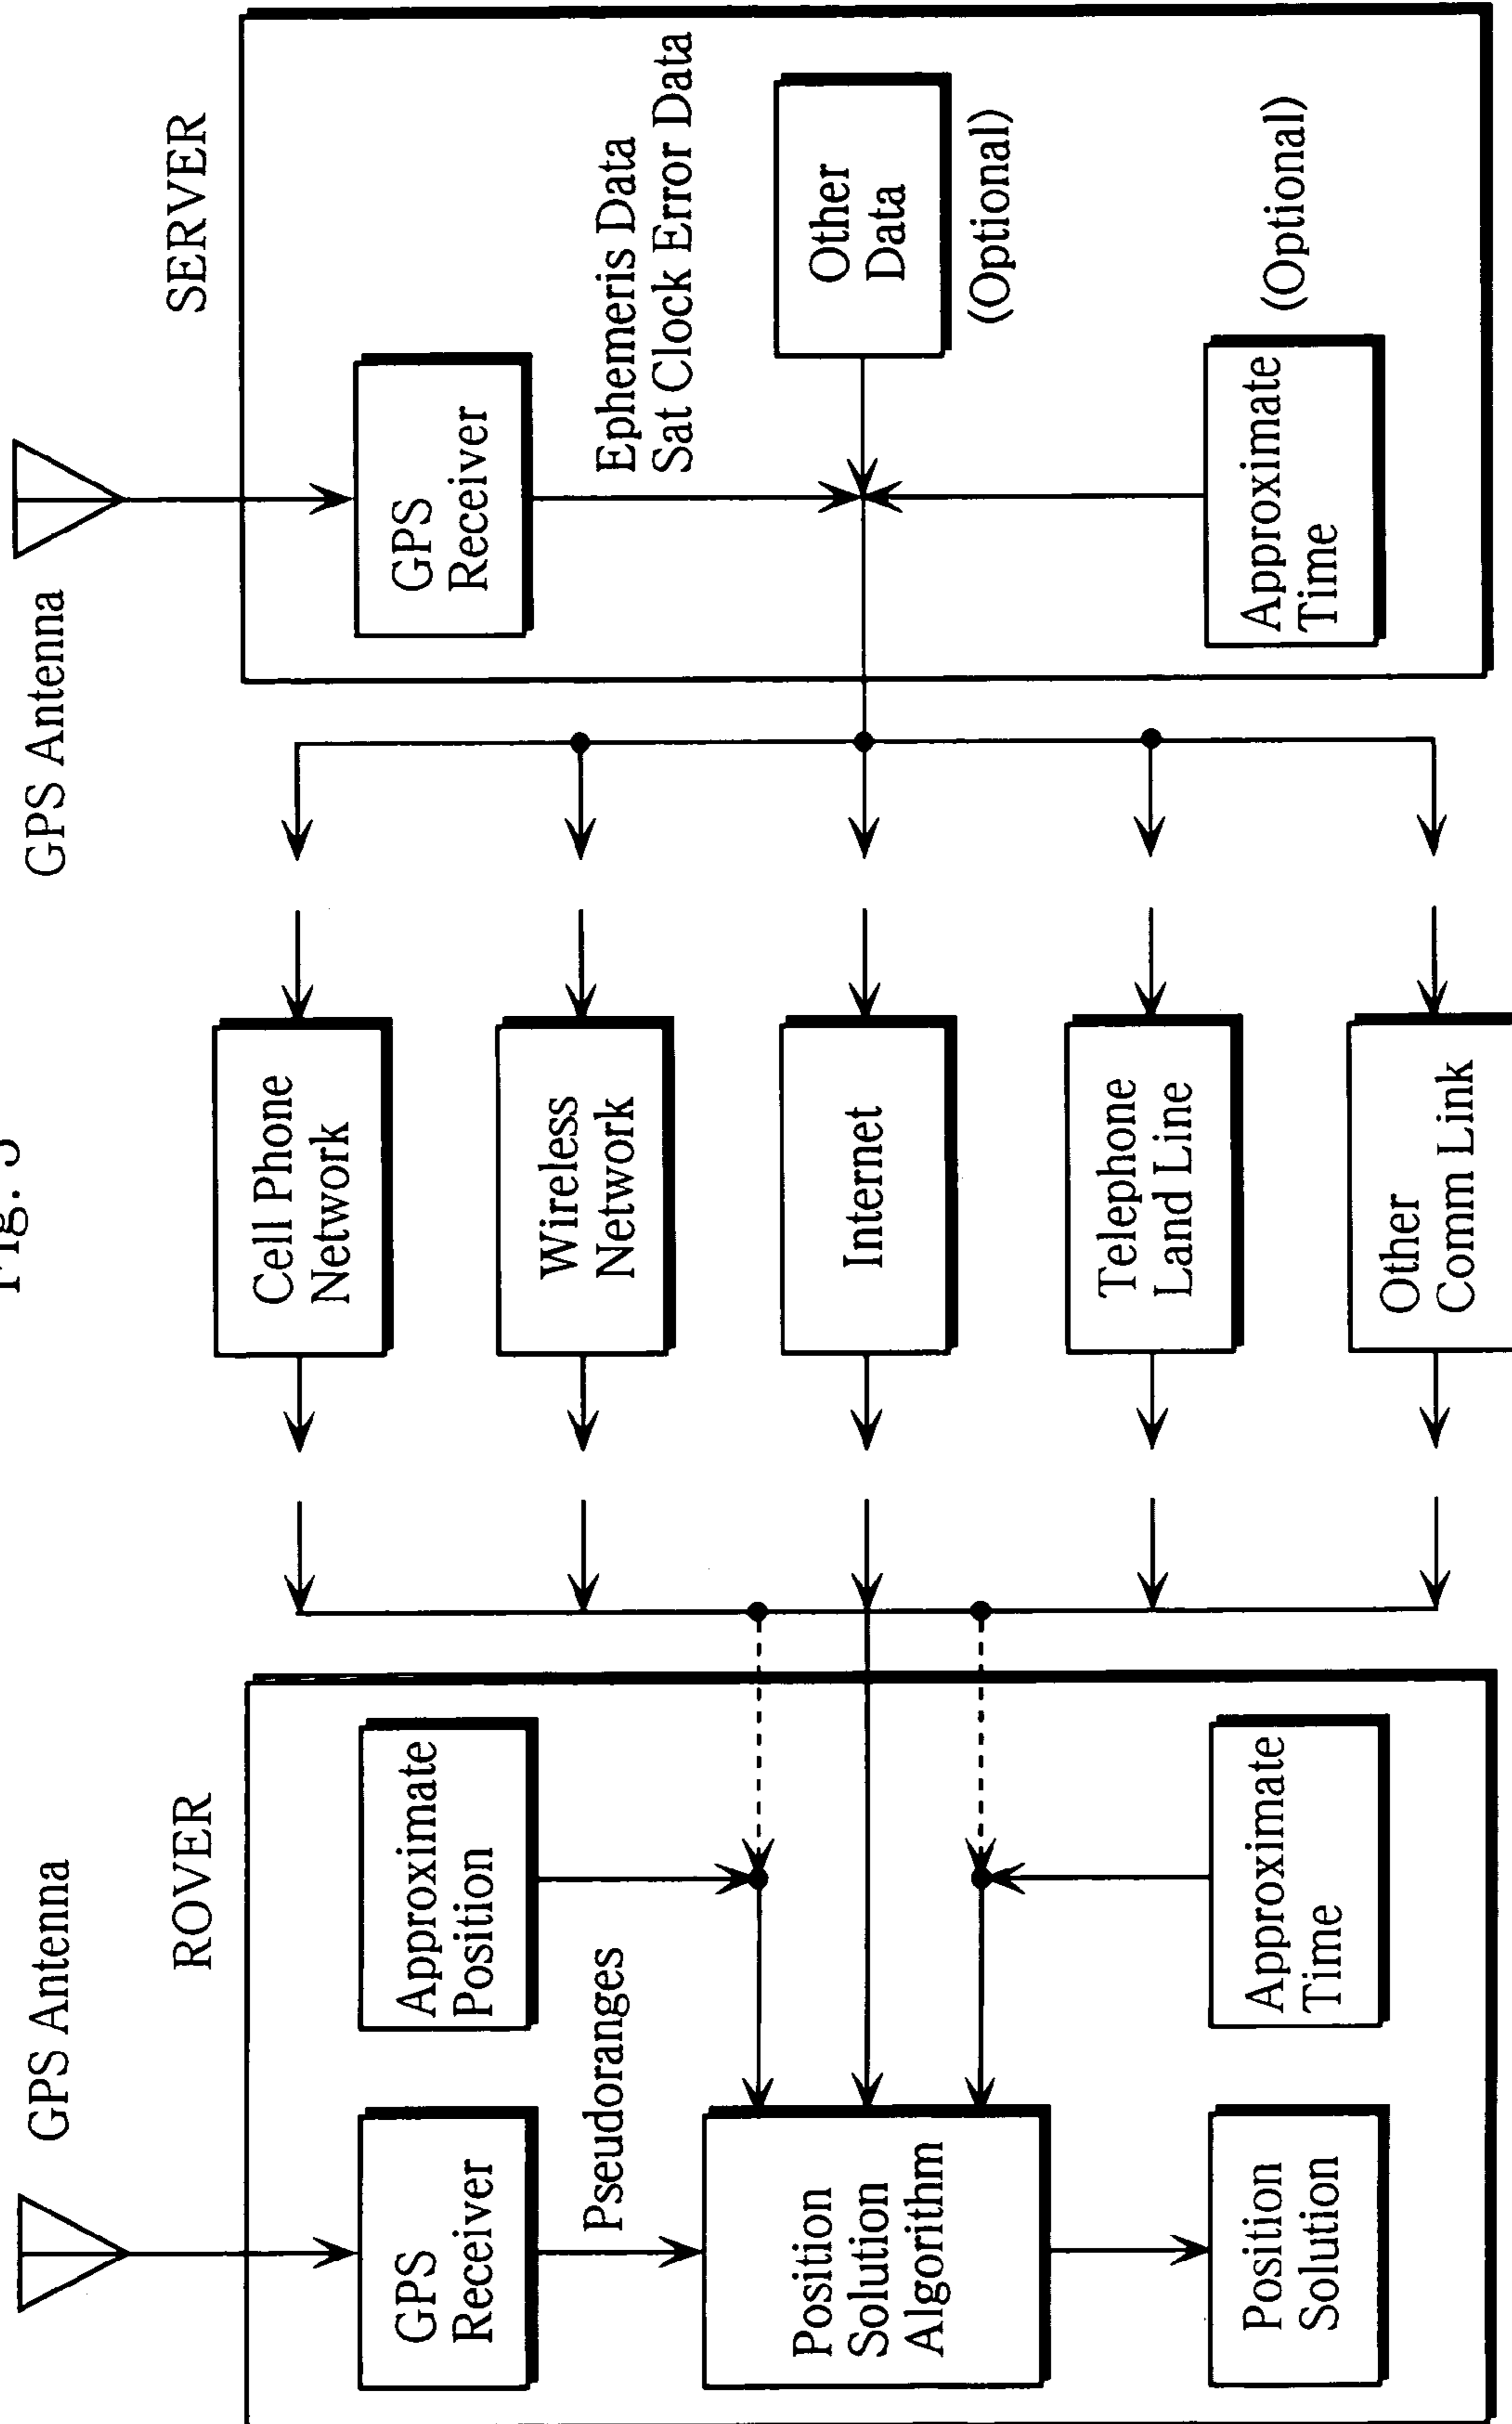 Fig. 3
GPS Antenna
ROVER
GPS
Receiver
Approximate
Position
Pseudoranges
Position
Solution
Algorithm
Position
Solution
Approximate
Time
Cell Phone
Network
Wireless
Network
Internet
Telephone
Land Line
Other
Comm Link
GPS Antenna
SERVER
GPS
Receiver
Ephemeris Data
Sat Clock Error Data
Other
Data
(Optional)
Approximate
Time
(Optional)